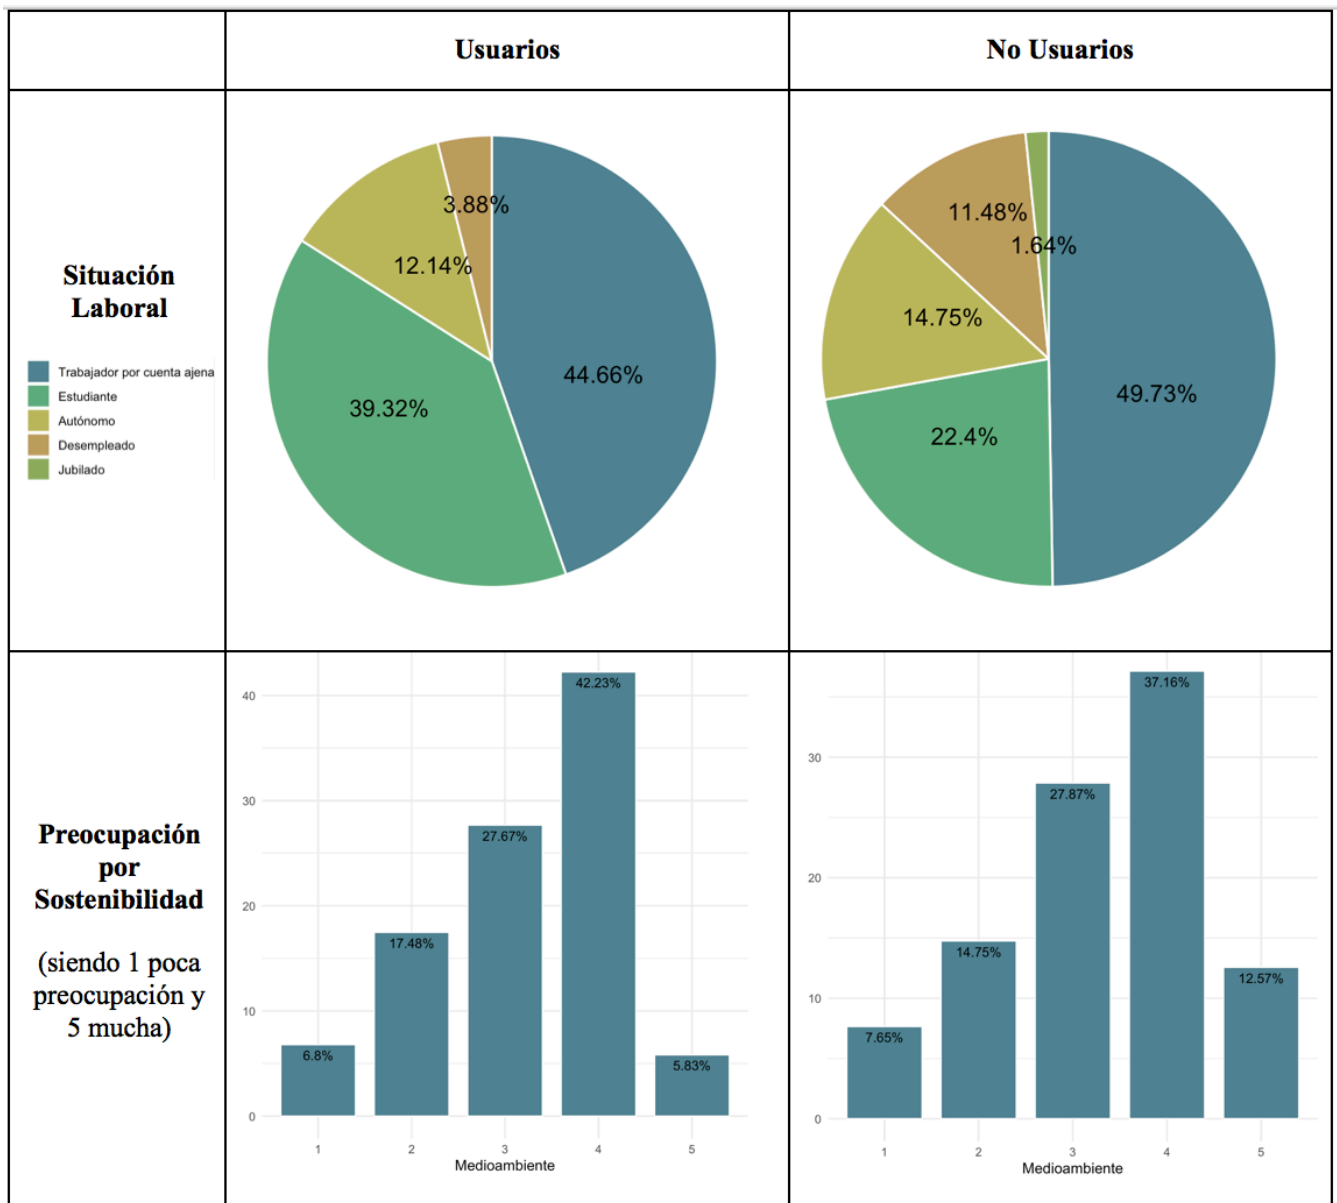 Usuarios
No Usuarios
Situación
Laboral
Trabajador por cuenta ajena
Estudiante
Autónomo
Desempleado
Jubilado
3.88%
12.14%
44.66%
39.32%
11.48%
1.64%
14.75%
49.73%
22.4%
Preocupación
por
Sostenibilidad
(siendo 1 poca
preocupación y
5 mucha)
40
30
20
10
0
6.8%
17.48%
27.67%
42.23%
5.83%
1 2 3 4 5
Medioambiente
30
20
10
0
7.65%
14.75%
27.87%
37.16%
12.57%
1 2 3 4 5
Medioambiente